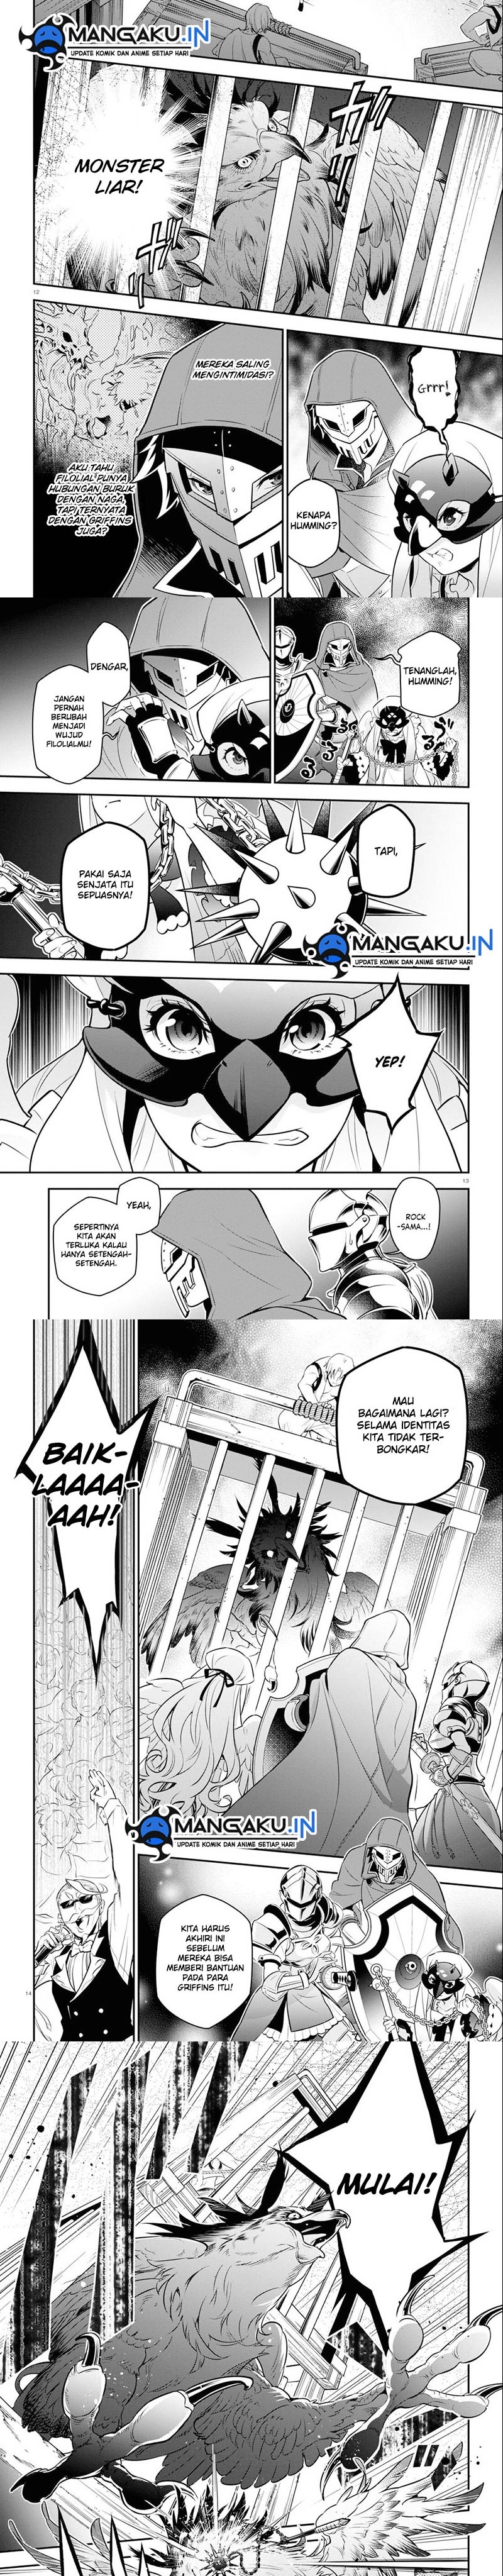 MANGAKU.IN
UPDATE KOMIK DAN ANIME SETIAP HARI
MONSTER
LIAR!
12
MEREKA SALING
MENGINTIMIDASI?
Grrr!
KENAPA
HUMMING?
AKU TAHU
FILOLIAL PUNYA
HUBUNGAN BURUK
DENGAN NAGA,
TAPI TERNYATA
DENGAN GRIFFINS
JUGA?
TENANGLAH,
HUMMING!
DENGAR,
JANGAN
PERNAH
BERUBAH
MENJADI
WUJUD
FILOLIALMU!
TAPI,
PAKAI SAJA
SENJATA ITU
SEPUASNYA!
MANGAKU.IN
UPDATE KOMIK DAN ANIME SETIAP HARI
YEP!
13
ROCK
-SAMA...!
YEAH,
SEPERTINYA
KITA AKAN
TERLUKA KALAU
HANYA SETENGAH-
SETENGAH.
MAU
BAGAIMANA LAGI?
SELAMA IDENTITAS
KITA TIDAK TER-
BONGKAR!
BAIK-
LAAAA-
AAH!
MANGAKU.IN
UPDATE KOMIK DAN ANIME SETIAP HARI
KITA HARUS
AKHIRI INI
SEBELUM
MEREKA BISA
MEMBERI BANTUAN
PADA PARA
GRIFFINS ITU!
14
MULAI!